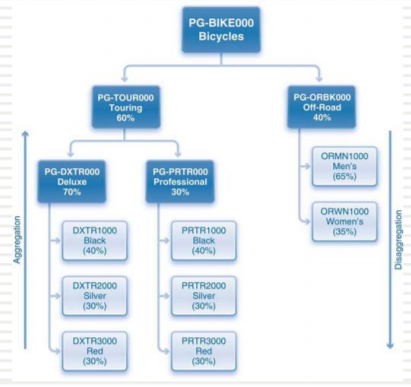 PG-BIKE000
Bicycles
PG-TOUR000
Touring
60%
PG-ORBK000
Off-Road
40%
PG-DXTR000
Deluxe
70%
PG-PRTR000
Professional
30%
ORMN1000
Men's
(65%)
ORWN1000
Women's
(35%)
DXTR1000
Black
(40%)
PRTR1000
Black
(40%)
DXTR2000
Silver
(30%)
PRTR2000
Silver
(30%)
DXTR3000
Red
(30%)
PRTR3000
Red
(30%)
Aggregation
Disaggregation